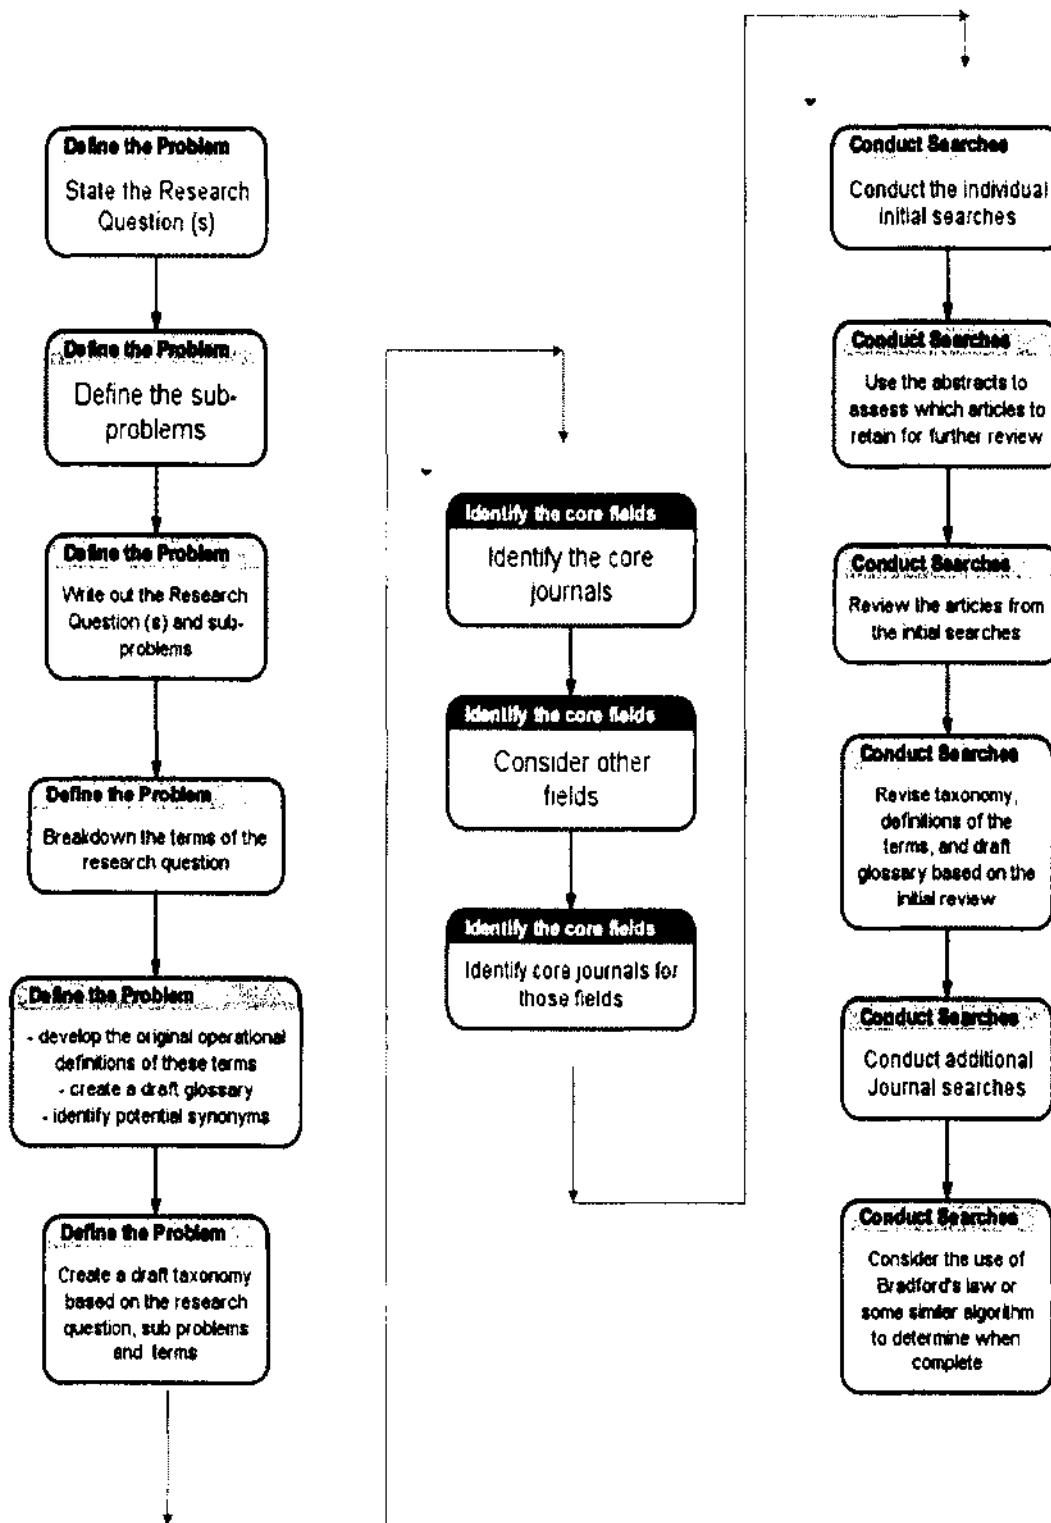 Define the Problem
State the Research
Question (s)
Define the Problem
Define the sub-
problems
Define the Problem
Write out the Research
Question (s) and sub-
problems
Define the Problem
Breakdown the terms of the
research question
Define the Problem
- develop the original operational
definitions of these terms
- create a draft glossary
- identify potential synonyms
Define the Problem
Create a draft taxonomy
based on the research
question, sub problems
and terms
Identify the core fields
Identify the core
journals
Identify the core fields
Consider other
fields
Identify the core fields
Identify core journals for
those fields
Conduct Searches
Conduct the individual
initial searches
Conduct Searches
Use the abstracts to
assess which articles to
retain for further review
Conduct Searches
Review the articles from
the initial searches
Conduct Searches
Revise taxonomy,
definitions of the
terms, and draft
glossary based on the
initial review
Conduct Searches
Conduct additional
Journal searches
Conduct Searches
Consider the use of
Bradford's law or
some similar algorithm
to determine when
complete